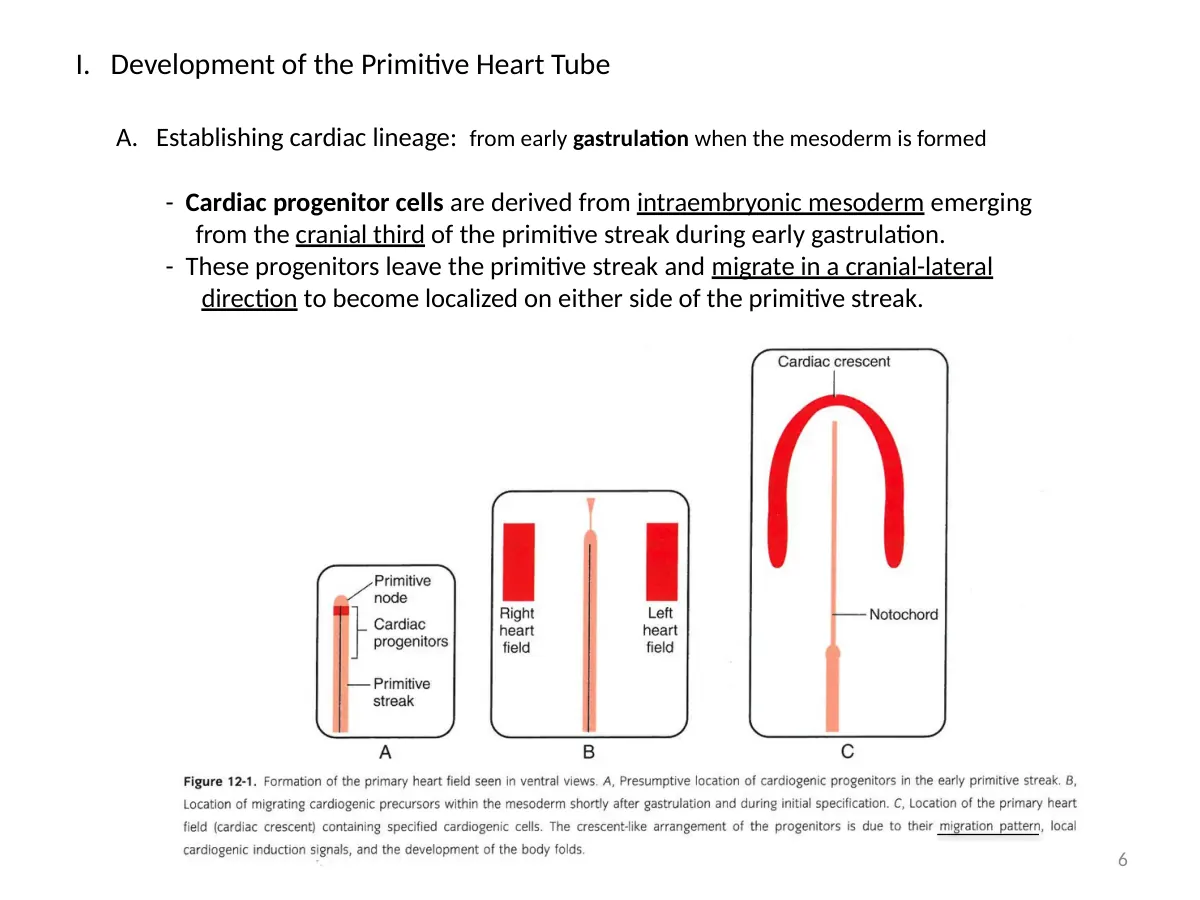 I. Development of the Primitive Heart Tube
A. Establishing cardiac lineage: from early gastrulation when the mesoderm is formed
- Cardiac progenitor cells are derived from intraembryonic mesoderm emerging
from the cranial third of the primitive streak during early gastrulation.
- These progenitors leave the primitive streak and migrate in a cranial-lateral
direction to become localized on either side of the primitive streak.
Primitive
node
Cardiac
progenitors
Primitive
streak
A
Right
heart
field
Left
heart
field
B
Cardiac crescent
Notochord
C
Figure 12-1. Formation of the primary heart field seen in ventral views. A, Presumptive location of cardiogenic progenitors in the early primitive streak. B,
Location of migrating cardiogenic precursors within the mesoderm shortly after gastrulation and during initial specification. C, Location of the primary heart
field (cardiac crescent) containing specified cardiogenic cells. The crescent-like arrangement of the progenitors is due to their migration pattern, local
cardiogenic induction signals, and the development of the body folds.
6